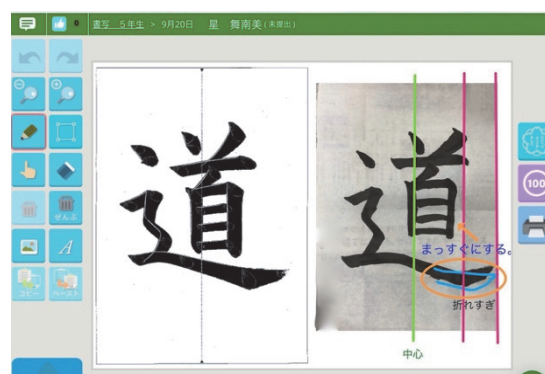 0 書写 5年生 > 9月20日 星 舞南美(未提出)
道
道
まっすぐにする。
折れすぎ
中心
ぜんぶ
A
コピー
ペースト
100